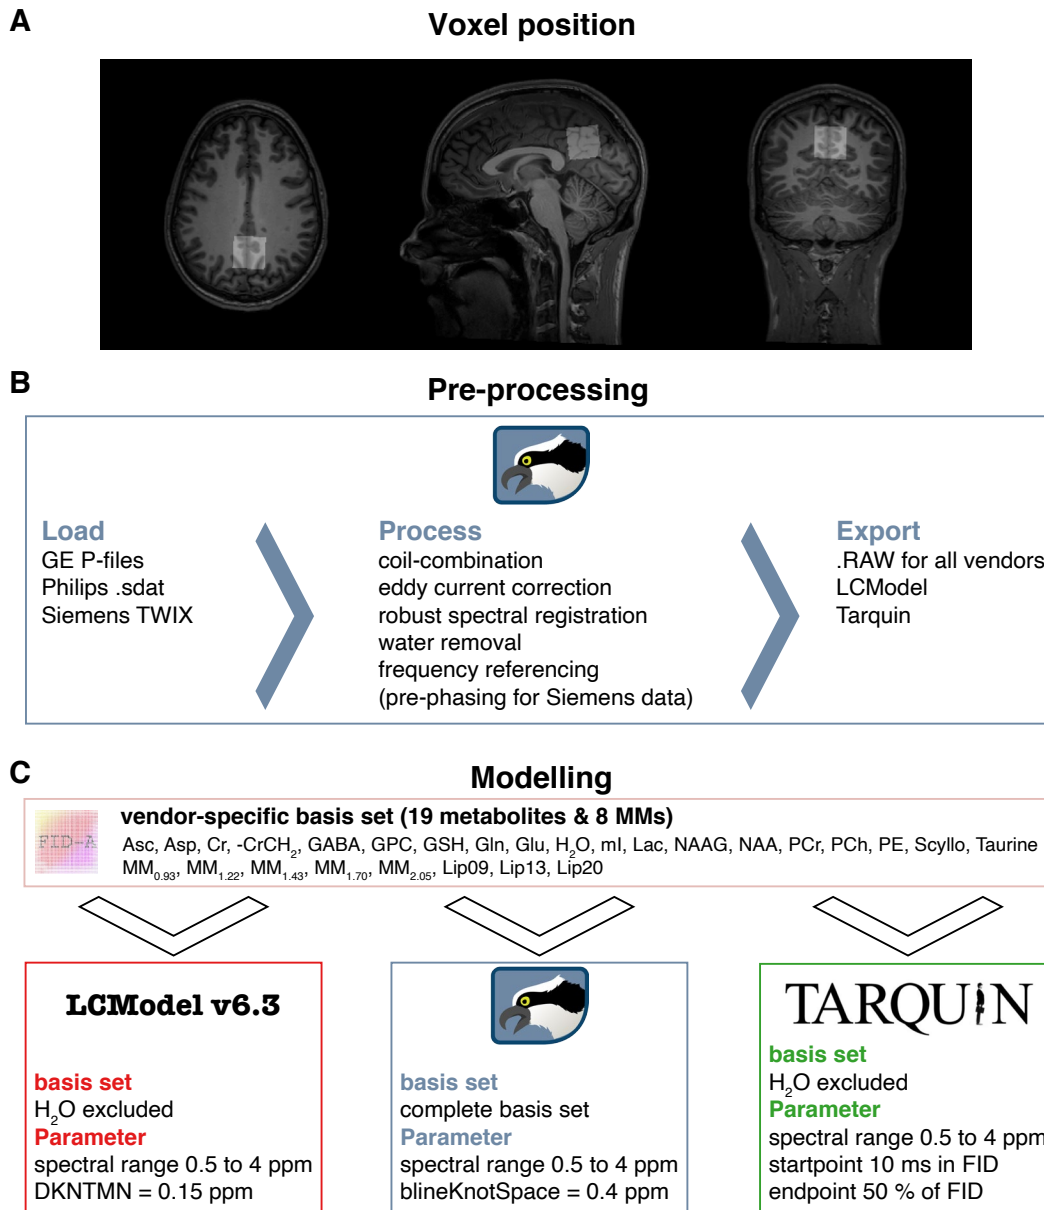 A
Voxel position
B
Pre-processing
Load
GE P-files
Philips .sdat
Siemens TWIX
Process
coil-combination
eddy current correction
robust spectral registration
water removal
frequency referencing
(pre-phasing for Siemens data)
Export
.RAW for all vendors
LCModel
Tarquin
C
Modelling
FID-A
vendor-specific basis set (19 metabolites & 8 MMs)
Asc, Asp, Cr, -CrCH₂, GABA, GPC, GSH, Gln, Glu, H₂O, mI, Lac, NAAG, NAA, PCr, PCh, PE, Scyllo, Taurine
MM₀.₉₃, MM₁.₂₂, MM₁.₄₃, MM₁.₇₀, MM₂.₀₅, Lip09, Lip13, Lip20
LCModel v6.3
basis set
H₂O excluded
Parameter
spectral range 0.5 to 4 ppm
DKNTMN = 0.15 ppm
basis set
complete basis set
Parameter
spectral range 0.5 to 4 ppm
blineKnotSpace = 0.4 ppm
TARQUIN
basis set
H₂O excluded
Parameter
spectral range 0.5 to 4 ppm
startpoint 10 ms in FID
endpoint 50 % of FID